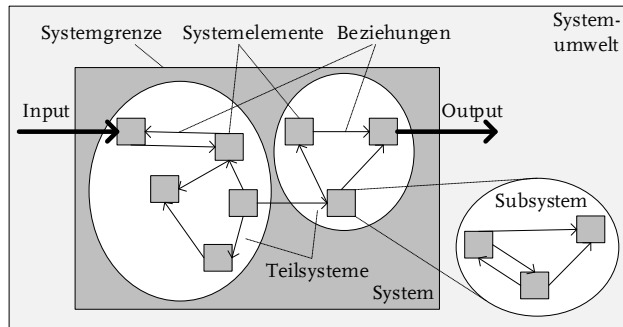 Systemgrenze Systemelemente Beziehungen
System-
umwelt
Input
Output
Subsystem
Teilsysteme
System